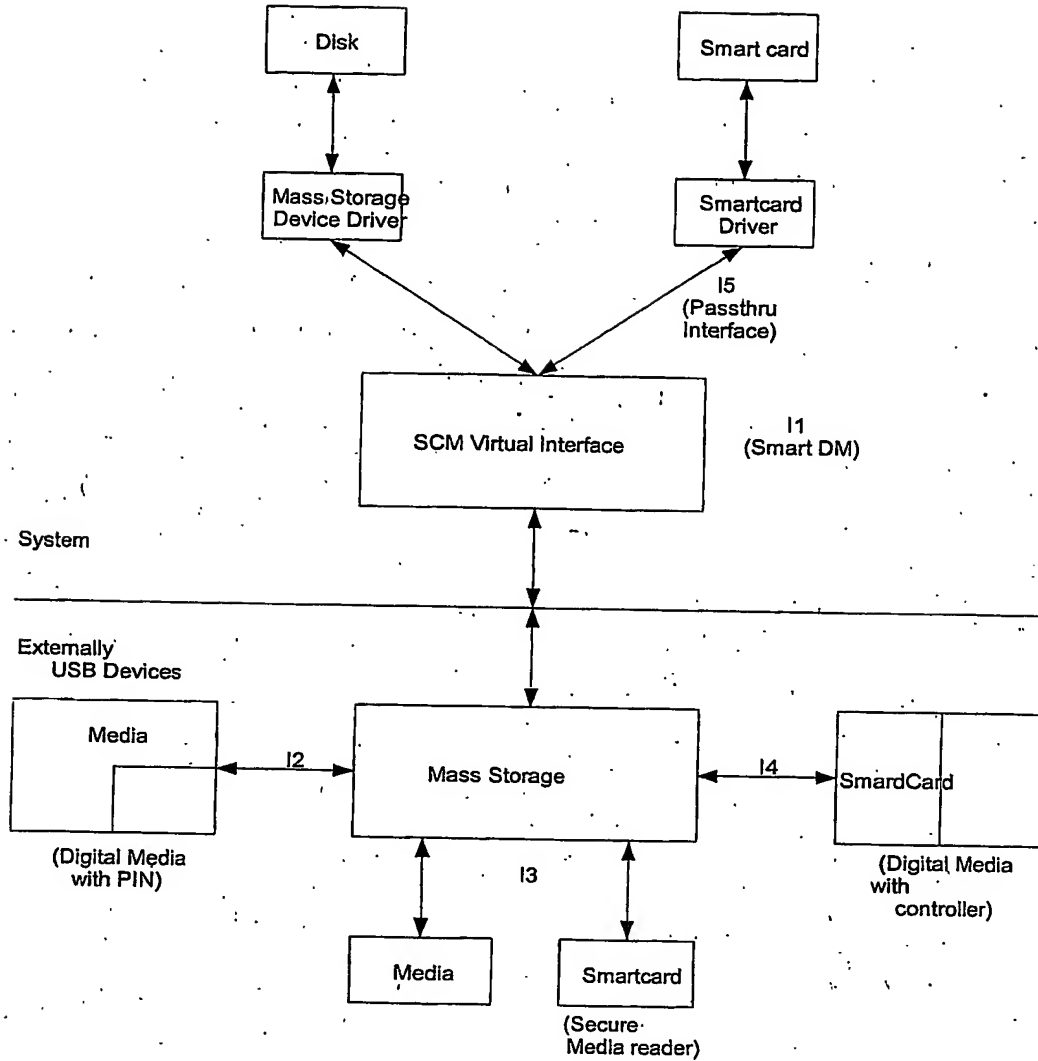 Disk
Smart card
Mass Storage
Device Driver
Smartcard
Driver
I5
(Passthru
Interface)
SCM Virtual Interface
I1
(Smart DM)
System
Externally
USB Devices
Media
I2
Mass Storage
I4
SmardCard
(Digital Media
with PIN)
I3
(Digital Media
with
controller)
Media
Smartcard
(Secure
Media reader)